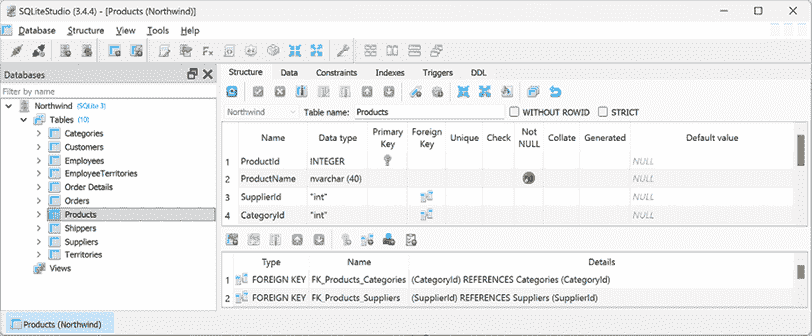 SQLiteStudio (3.4.4) - [Products (Northwind)]
Database Structure View Tools Help
Databases
Filter by name
Northwind SQLite 3
Tables (10)
Categories
Customers
Employees
EmployeeTerritories
Order Details
Orders
Products
Shippers
Suppliers
Territories
Views
Structure Data Constraints Indexes Triggers DDL
Northwind Table name: Products WITHOUT ROWID STRICT
Name Data type Primary Key Foreign Key Unique Check Not NULL Collate Generated Default value
1 ProductId INTEGER NULL
2 ProductName nvarchar (40) NULL
3 SupplierId "int" NULL
4 CategoryId "int" NULL
Type Name Details
1 FOREIGN KEY FK_Products_Categories (CategoryId) REFERENCES Categories (CategoryId)
2 FOREIGN KEY FK_Products_Suppliers (SupplierId) REFERENCES Suppliers (SupplierId)
Products (Northwind)